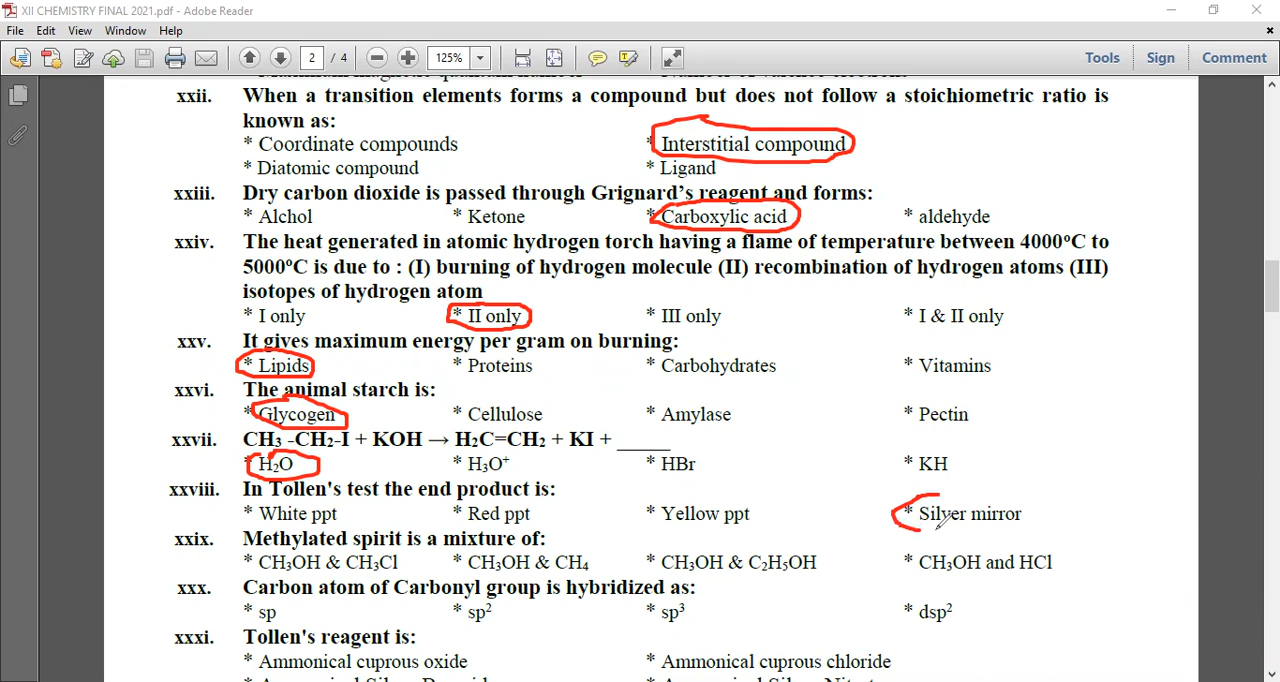 XII CHEMISTRY FINAL 2021.pdf - Adobe Reader
File Edit View Window Help
2 / 4 125% Tools Sign Comment
xxii. When a transition elements forms a compound but does not follow a stoichiometric ratio is
known as:
* Coordinate compounds * Interstitial compound
* Diatomic compound * Ligand
xxiii. Dry carbon dioxide is passed through Grignard's reagent and forms:
* Alchol * Ketone * Carboxylic acid * aldehyde
xxiv. The heat generated in atomic hydrogen torch having a flame of temperature between 4000ºC to
5000ºC is due to : (I) burning of hydrogen molecule (II) recombination of hydrogen atoms (III)
isotopes of hydrogen atom
* I only * II only * III only * I & II only
xxv. It gives maximum energy per gram on burning:
* Lipids * Proteins * Carbohydrates * Vitamins
xxvi. The animal starch is:
* Glycogen * Cellulose * Amylase * Pectin
xxvii. CH₃ -CH₂-I + KOH → H₂C=CH₂ + KI + _____
* H₂O * H₃O⁺ * HBr * KH
xxviii. In Tollen's test the end product is:
* White ppt * Red ppt * Yellow ppt * Silver mirror
xxix. Methylated spirit is a mixture of:
* CH₃OH & CH₃Cl * CH₃OH & CH₄ * CH₃OH & C₂H₅OH * CH₃OH and HCl
xxx. Carbon atom of Carbonyl group is hybridized as:
* sp * sp² * sp³ * dsp²
xxxi. Tollen's reagent is:
* Ammonical cuprous oxide * Ammonical cuprous chloride